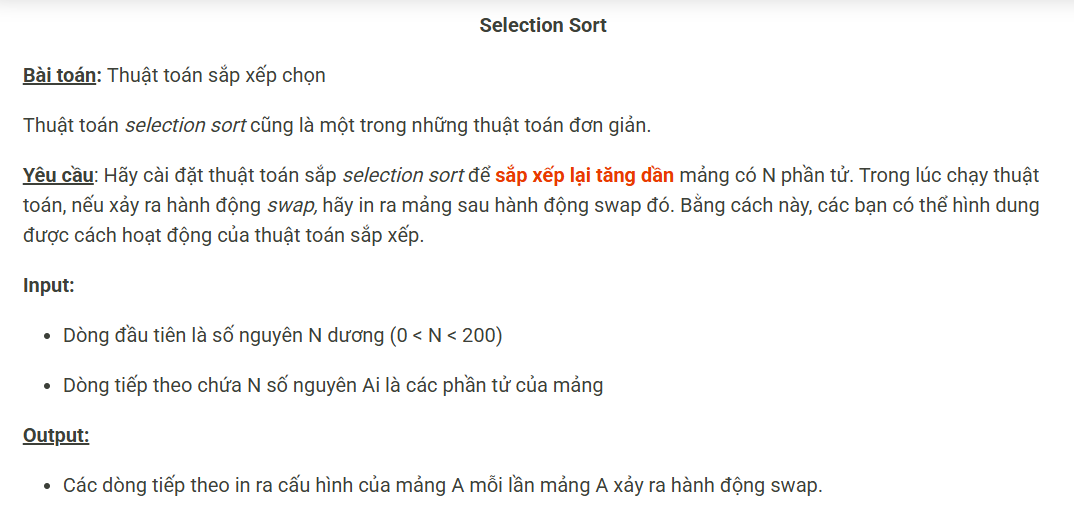 Selection Sort
Bài toán: Thuật toán sắp xếp chọn
Thuật toán selection sort cũng là một trong những thuật toán đơn giản.
Yêu cầu: Hãy cài đặt thuật toán sắp selection sort để sắp xếp lại tăng dần mảng có N phần tử. Trong lúc chạy thuật
toán, nếu xảy ra hành động swap, hãy in ra mảng sau hành động swap đó. Bằng cách này, các bạn có thể hình dung
được cách hoạt động của thuật toán sắp xếp.
Input:
• Dòng đầu tiên là số nguyên N dương (0 < N < 200)
• Dòng tiếp theo chứa N số nguyên Ai là các phần tử của mảng
Output:
• Các dòng tiếp theo in ra cấu hình của mảng A mỗi lần mảng A xảy ra hành động swap.